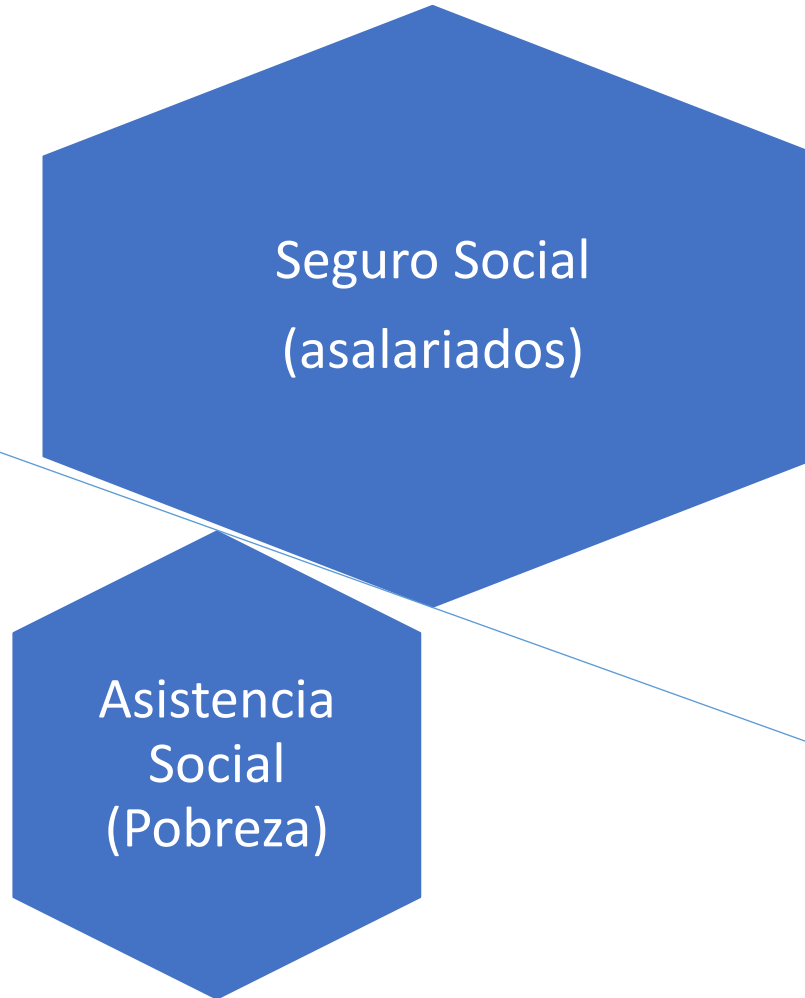 Seguro Social
(asalariados)
Asistencia
Social
(Pobreza)